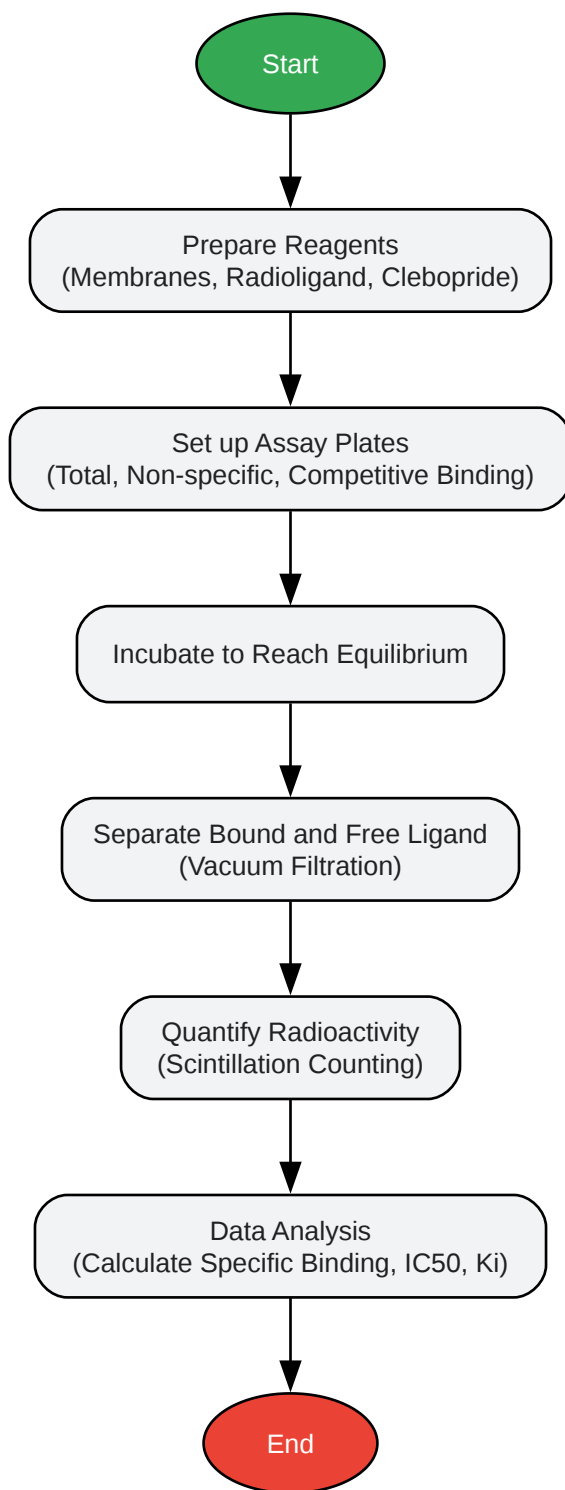 Start
Prepare Reagents
(Membranes, Radioligand, Clebopride)
Set up Assay Plates
(Total, Non-specific, Competitive Binding)
Incubate to Reach Equilibrium
Separate Bound and Free Ligand
(Vacuum Filtration)
Quantify Radioactivity
(Scintillation Counting)
Data Analysis
(Calculate Specific Binding, IC50, Ki)
End